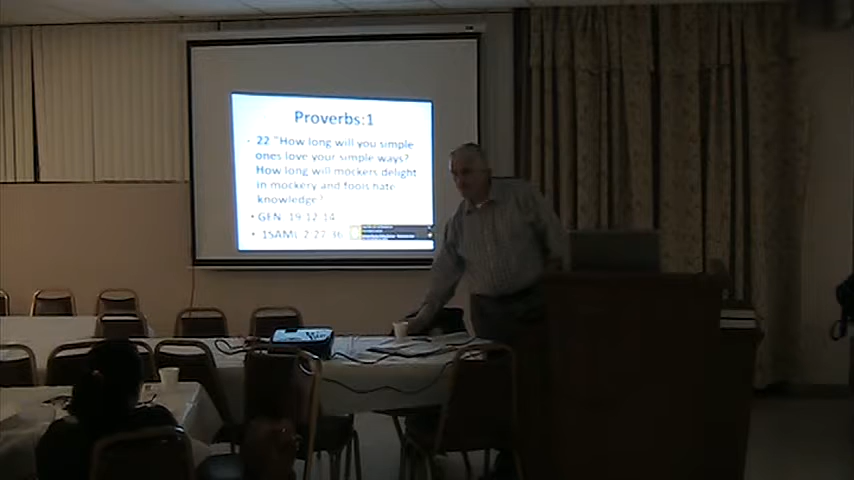 Proverbs:1
• 22 "How long will you simple
ones love your simple ways?
How long will mockers delight
in mockery and fools hate
knowledge?
• GEN. 19:12-14
• 1SAML 2:27-36